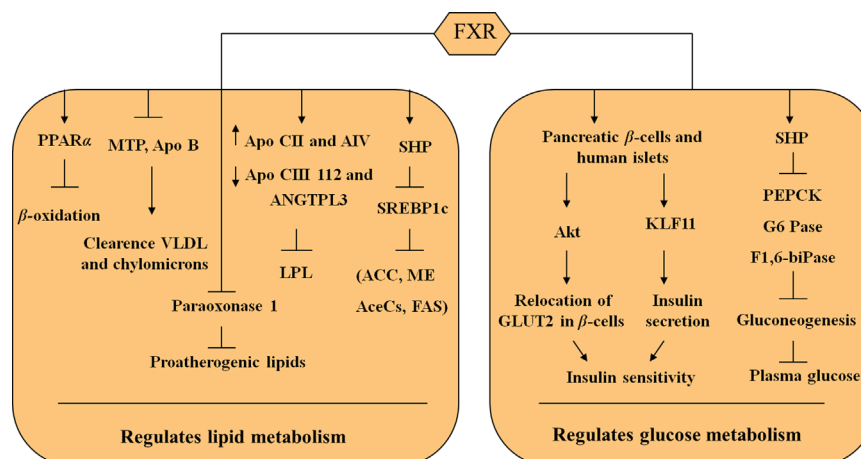 FXR
PPARα
β-oxidation
MTP, Apo B
Clearence VLDL
and chylomicrons
Paraoxonase 1
Proatherogenic lipids
Apo CII and AIV
Apo CIII 112 and
ANGTPL3
LPL
SHP
SREBP1c
(ACC, ME
AceCs, FAS)
Regulates lipid metabolism
Pancreatic β-cells and
human islets
Akt
Relocation of
GLUT2 in β-cells
KLF11
Insulin
secretion
Insulin sensitivity
SHP
PEPCK
G6 Pase
F1,6-biPase
Gluconeogenesis
Plasma glucose
Regulates glucose metabolism